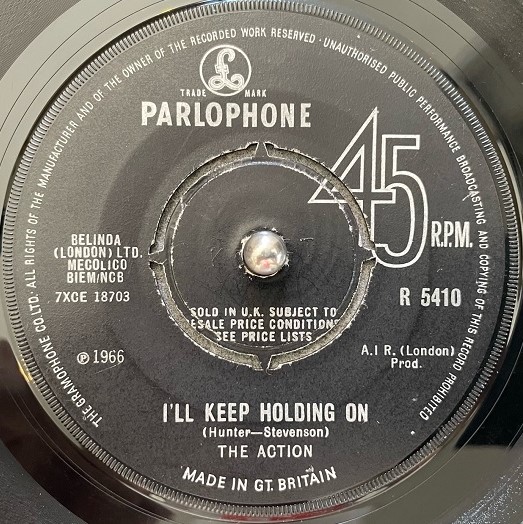 THE GRAMOPHONE CO. LTD. ALL RIGHTS OF THE MANUFACTURER AND OF THE OWNER OF THE RECORDED WORK RESERVED · UNAUTHORISED PUBLIC PERFORMANCE BROADCASTING AND COPYING OF THIS RECORD PROHIBITED
£
TRADE MARK
PARLOPHONE
45 R.P.M.
BELINDA
(LONDON) LTD.
MECOLICO
BIEM/NCB
7XCE 18703
R 5410
SOLD IN U.K. SUBJECT TO
ESALE PRICE CONDITION
SEE PRICE LISTS
℗ 1966
A.I R. (London)
Prod.
I'LL KEEP HOLDING ON
(Hunter—Stevenson)
THE ACTION
MADE IN GT. BRITAIN